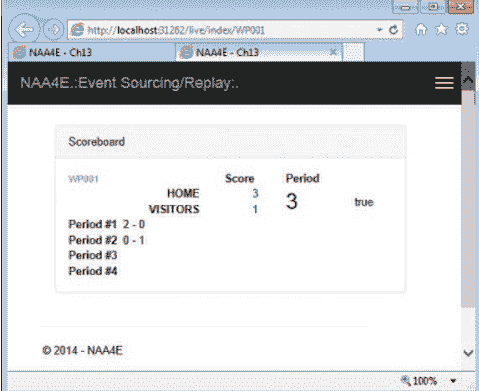 http://localhost:31262/live/index/WP001
NAA4E - Ch13
NAA4E - Ch13
NAA4E.:Event Sourcing/Replay:.
Scoreboard
WP001 Score Period
HOME 3 3 true
VISITORS 1
Period #1 2 - 0
Period #2 0 - 1
Period #3
Period #4
© 2014 - NAA4E
100%